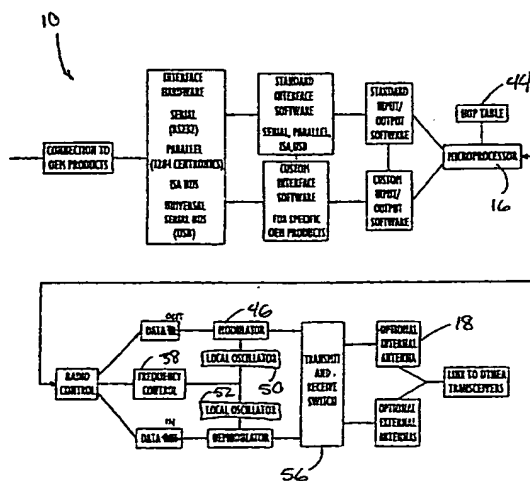 10
CONNECTION TO
OEM PRODUCTS
INTERFACE
HARDWARE
SERIAL
(RS232)
PARALLEL
(1284 CENTRONICS)
ISA BUS
UNIVERSAL
SERIAL BUS
(USB)
STANDARD
INTERFACE
SOFTWARE
SERIAL, PARALLEL,
ISA, USB
CUSTOM
INTERFACE
SOFTWARE
FOR SPECIFIC
OEM PRODUCTS
STANDARD
INPUT/
OUTPUT
SOFTWARE
CUSTOM
INPUT/
OUTPUT
SOFTWARE
44
HOP TABLE
MICROPROCESSOR
16
RADIO
CONTROL
OUT
DATA
58
FREQUENCY
CONTROL
IN
DATA
46
MODULATOR
LOCAL OSCILLATOR
50
52
LOCAL OSCILLATOR
DEMODULATOR
TRANSMIT
AND
RECEIVE
SWITCH
56
OPTIONAL
INTERNAL
ANTENNA
18
OPTIONAL
EXTERNAL
ANTENNAS
LINK TO OTHER
TRANSCEIVERS